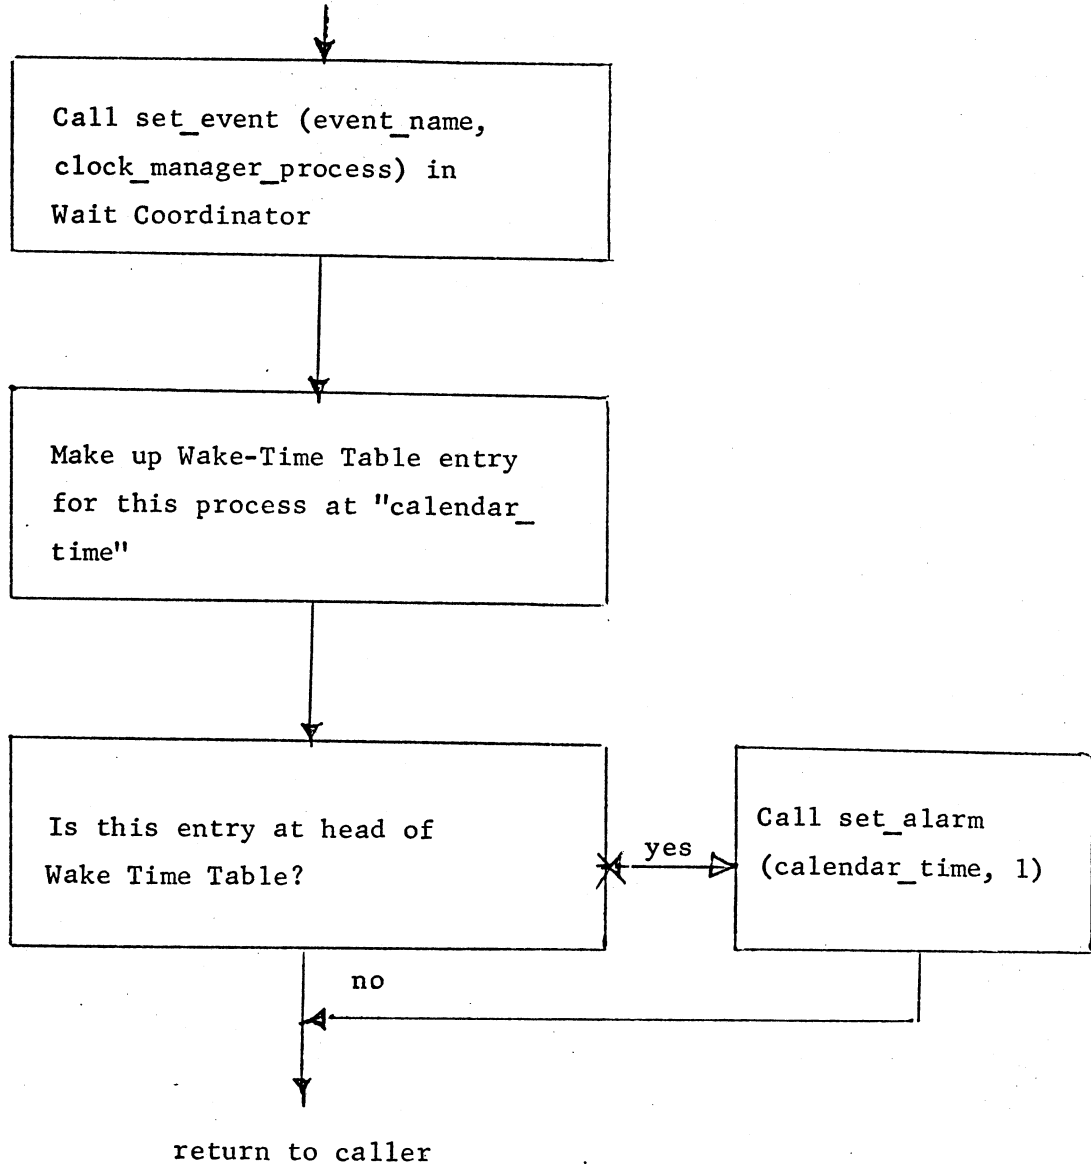 Call set_event (event_name,
clock_manager_process) in
Wait Coordinator
Make up Wake-Time Table entry
for this process at "calendar_
time"
Is this entry at head of
Wake Time Table?
yes
Call set_alarm
(calendar_time, 1)
no
return to caller